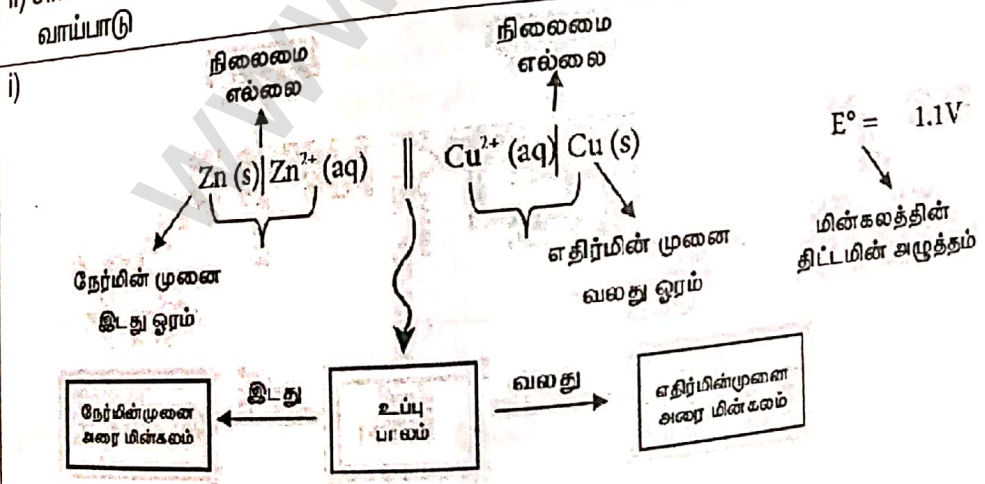 வாய்பாடு
i)
நிலைமை
எல்லை
நிலைமை
எல்லை
Zn (s)|Zn²⁺ (aq) || Cu²⁺ (aq)|Cu (s)
E° = 1.1V
நேர்மின் முனை
இடது ஓரம்
எதிர்மின் முனை
வலது ஓரம்
மின்கலத்தின்
திட்டமின் அழுத்தம்
நேர்மின்முனை
அரை மின்கலம்
இடது
உப்பு
பாலம்
வலது
எதிர்மின்முனை
அரை மின்கலம்